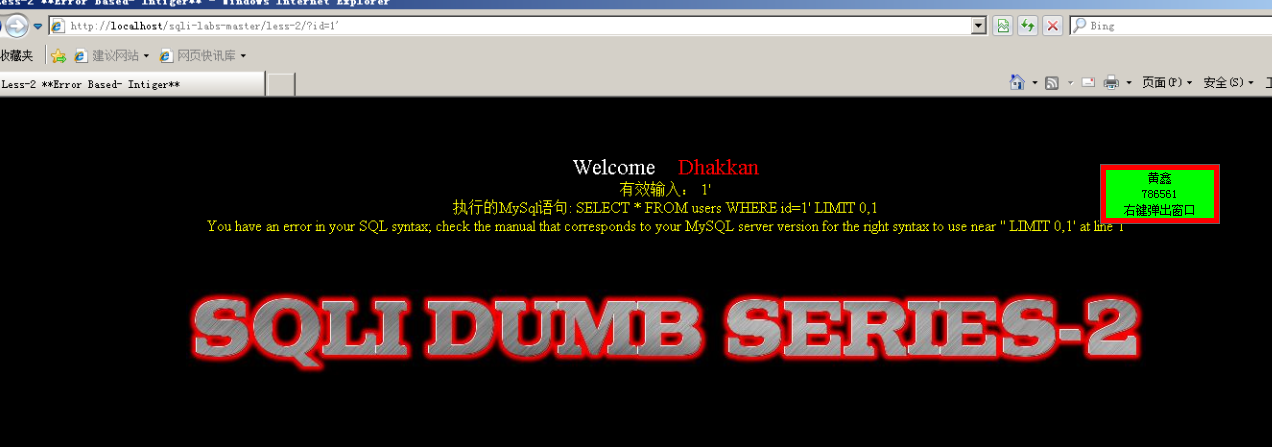 Less-2 **Error Based- Intiger** - Windows Internet Explorer
http://localhost/sqli-labs-master/less-2/?id=1'
Bing
收藏夹 建议网站 网页快讯库
Less-2 **Error Based- Intiger**
页面(P) 安全(S)
Welcome Dhakkan
有效输入： 1'
执行的MySql语句: SELECT * FROM users WHERE id=1' LIMIT 0,1
You have an error in your SQL syntax; check the manual that corresponds to your MySQL server version for the right syntax to use near '' LIMIT 0,1' at line 1
黄鑫
786561
右键弹出窗口
SQLI DUMB SERIES-2